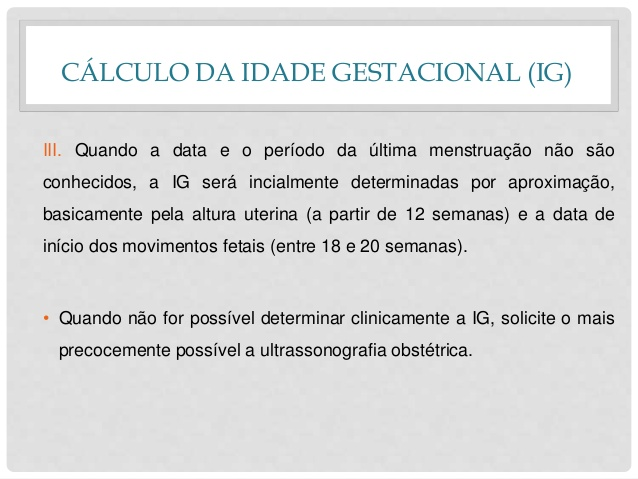 CÁLCULO DA IDADE GESTACIONAL (IG)
III. Quando a data e o período da última menstruação não são
conhecidos, a IG será incialmente determinadas por aproximação,
basicamente pela altura uterina (a partir de 12 semanas) e a data de
início dos movimentos fetais (entre 18 e 20 semanas).
• Quando não for possível determinar clinicamente a IG, solicite o mais
precocemente possível a ultrassonografia obstétrica.